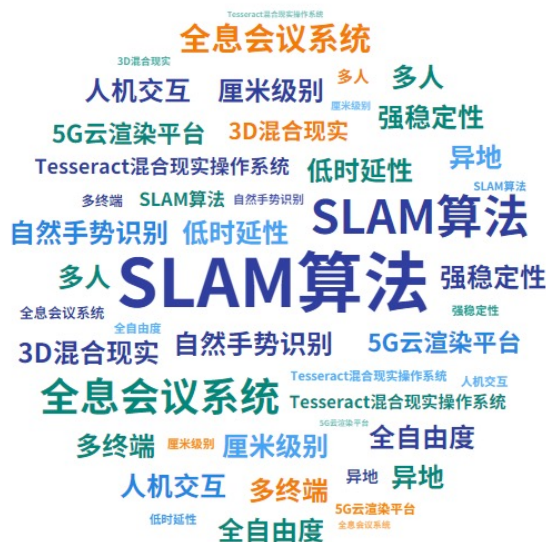 Tesseract混合现实操作系统
全息会议系统
3D混合现实
人机交互 厘米级别 多人 多人
厘米级别
5G云渲染平台 3D混合现实 强稳定性
Tesseract混合现实操作系统 低时延性 异地
SLAM算法
多终端 SLAM算法 自然手势识别
自然手势识别 低时延性 SLAM算法
多人 SLAM算法 强稳定性
全息会议系统 强稳定性
全自由度
3D混合现实 自然手势识别 5G云渲染平台
Tesseract混合现实操作系统 人机交互
全息会议系统 Tesseract混合现实操作系统
5G云渲染平台
多终端 厘米级别 厘米级别 全自由度
人机交互 多终端 异地 异地
5G云渲染平台
低时延性 全自由度 全息会议系统